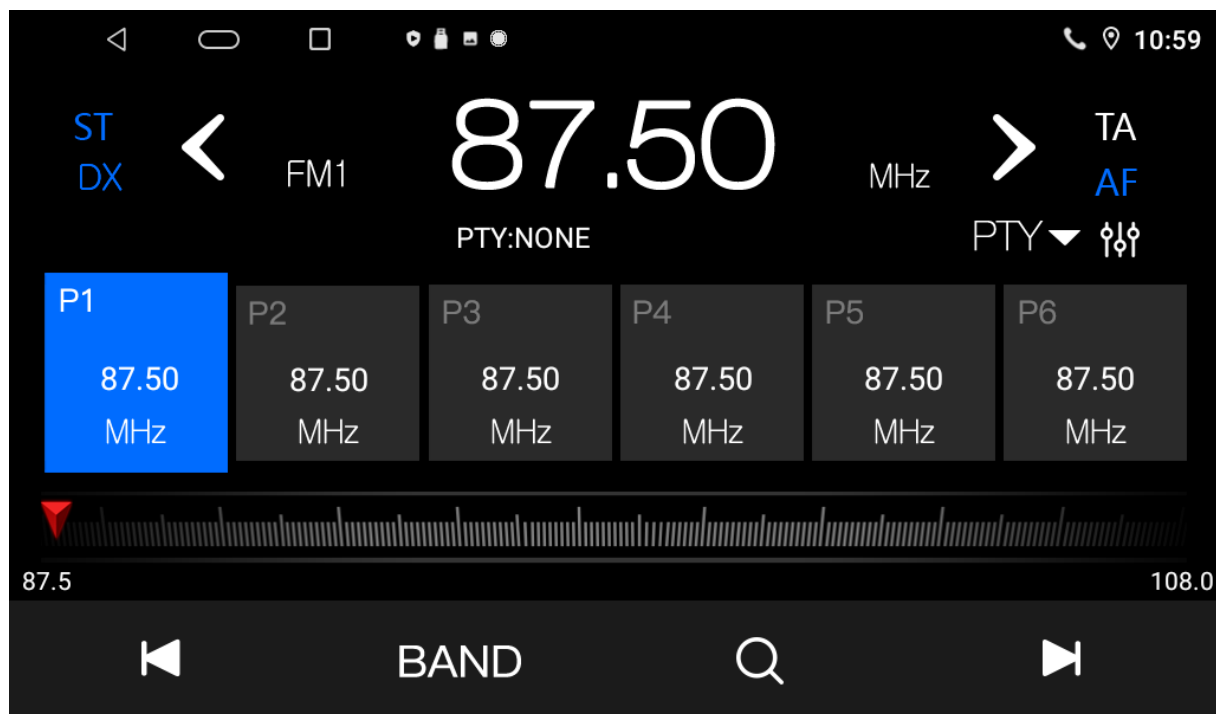 10:59
ST
DX
FM1
87.50
MHz
TA
AF
PTY:NONE
PTY
P1
87.50
MHz
P2
87.50
MHz
P3
87.50
MHz
P4
87.50
MHz
P5
87.50
MHz
P6
87.50
MHz
87.5
108.0
BAND